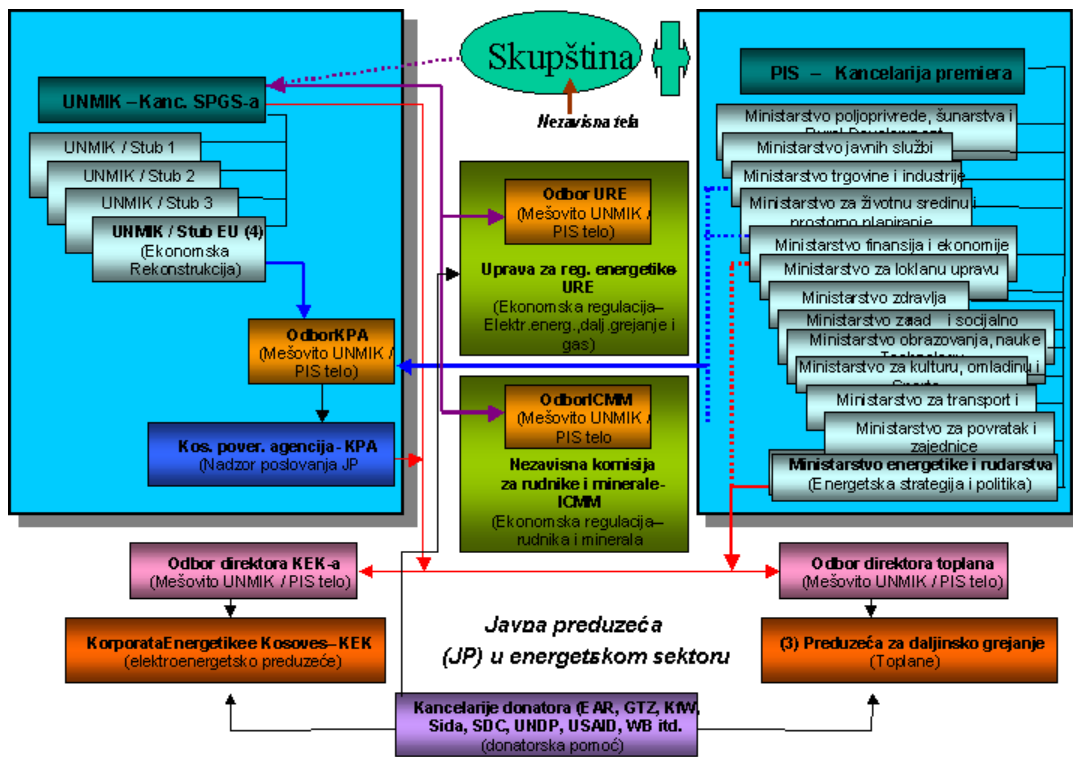 Skupština
Nezavisna tela
UNMIK –Kanc. SPGS-a
UNMIK / Stub 1
UNMIK / Stub 2
UNMIK / Stub 3
UNMIK / Stub EU (4)
(Ekonomska
Rekonstrukcija)
OdborKPA
(Mešovito UNMIK /
PIS telo)
Kos. pover. agencija- KPA
(Nadzor poslovanja JP
Odbor URE
(Mešovito UNMIK /
PIS telo)
Uprava za reg. energetike-
URE
(Ekonomska regulacija–
Elektr.energ.,dalj.grejanje i
gas)
OdborICMM
(Mešovito UNMIK /
PIS telo
Nezavisna komisija
za rudnike i minerale-
ICMM
(Ekonomska regulacija–
rudnika i minerala
PIS – Kancelarija premiera
Ministarstvo poljoprivrede, šunarstva i
Rural Development
Ministarstvo javnih službi
Ministarstvo trgovine i industrije
Ministarstvo za životnu sredinu i
prostorno planiranje
Ministarstvo finansija i ekonomije
Ministarstvo za loklanu upravu
Ministarstvo zdravlja
Ministarstvo za rad i socijalno
Ministarstvo obrazovanja, nauke
Technology
Ministarstvo za kulturu, omladinu i
Sports
Ministarstvo za transport i
Ministarstvo za povratak i
zajednice
Ministarstvo energetike i rudarstva
(Energetska strategija i politika)
Odbor direktora KEK-a
(Mešovito UNMIK / PIS telo)
Odbor direktora toplana
(Mešovito UNMIK / PIS telo)
KorporataEnergetikee Kosoves–KEK
(elektroenergetsko preduzeće)
Javna preduzeća
(JP) u energetskom sektoru
(3) Preduzeća za daljinsko grejanje
(Toplane)
Kancelarije donatora (EAR, GTZ, KfW,
Sida, SDC, UNDP, USAID, WB itd.
(donatorska pomoć)